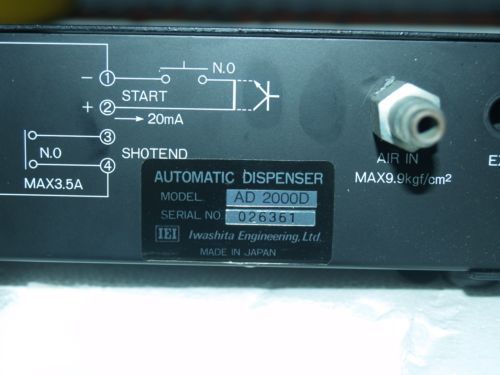 - 1 N.O
START
+ 2
→ 20mA
3
N.O SHOTEND
4
MAX3.5A
AIR IN
MAX9.9kgf/cm²
AUTOMATIC DISPENSER
MODEL. AD 2000D
SERIAL NO. 026361
IEI Iwashita Engineering, Ltd.
MADE IN JAPAN